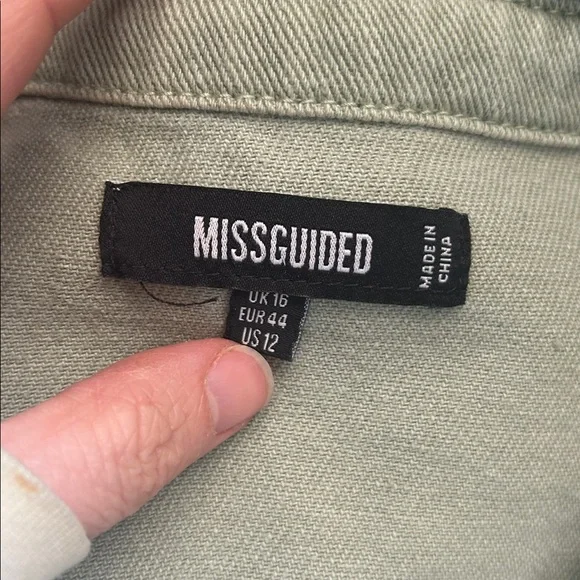 MISSGUIDED
MADE IN
CHINA
UK 16
EUR 44
US 12